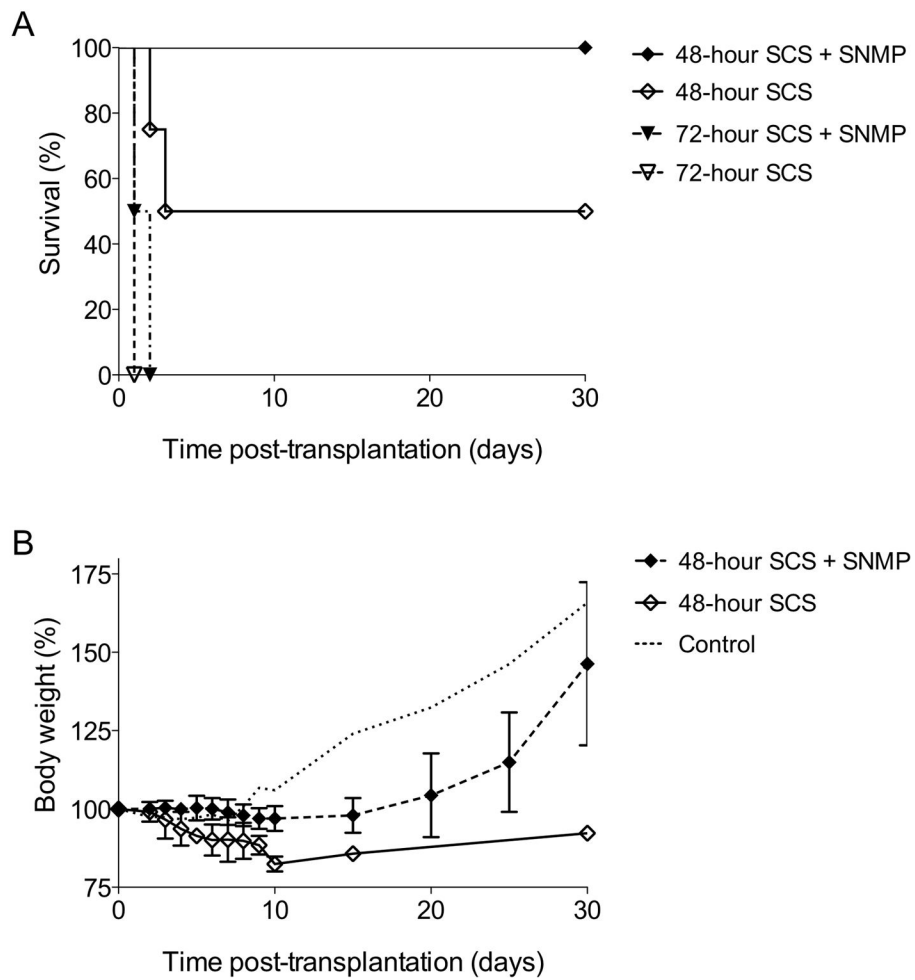 A
Survival (%)
100
80
60
40
20
0
0 10 20 30
Time post-transplantation (days)
48-hour SCS + SNMP
48-hour SCS
72-hour SCS + SNMP
72-hour SCS
B
Body weight (%)
175
150
125
100
75
0 10 20 30
Time post-transplantation (days)
48-hour SCS + SNMP
48-hour SCS
Control